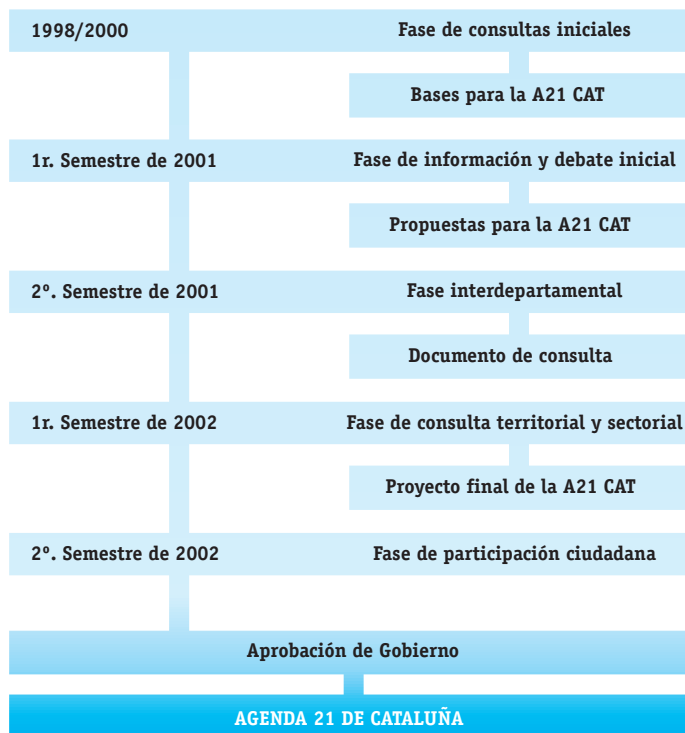 1998/2000 Fase de consultas iniciales
Bases para la A21 CAT
1r. Semestre de 2001 Fase de información y debate inicial
Propuestas para la A21 CAT
2º. Semestre de 2001 Fase interdepartamental
Documento de consulta
1r. Semestre de 2002 Fase de consulta territorial y sectorial
Proyecto final de la A21 CAT
2º. Semestre de 2002 Fase de participación ciudadana
Aprobación de Gobierno
AGENDA 21 DE CATALUÑA